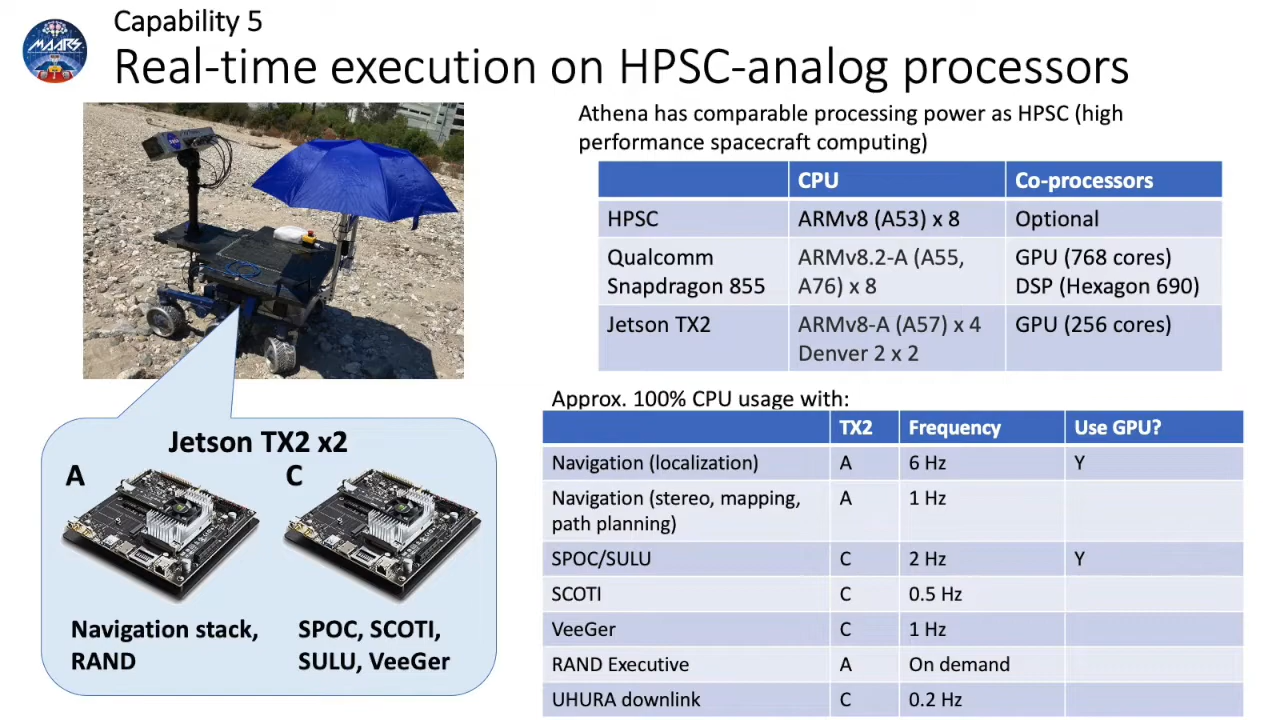 MAARS
Capability 5
Real-time execution on HPSC-analog processors
Athena has comparable processing power as HPSC (high
performance spacecraft computing)
CPU Co-processors
HPSC ARMv8 (A53) x 8 Optional
Qualcomm ARMv8.2-A (A55, GPU (768 cores)
Snapdragon 855 A76) x 8 DSP (Hexagon 690)
Jetson TX2 ARMv8-A (A57) x 4 GPU (256 cores)
Denver 2 x 2
Approx. 100% CPU usage with:
TX2 Frequency Use GPU?
Navigation (localization) A 6 Hz Y
Navigation (stereo, mapping, A 1 Hz
path planning)
SPOC/SULU C 2 Hz Y
SCOTI C 0.5 Hz
VeeGer C 1 Hz
RAND Executive A On demand
UHURA downlink C 0.2 Hz
Jetson TX2 x2
A C
Navigation stack, SPOC, SCOTI,
RAND SULU, VeeGer